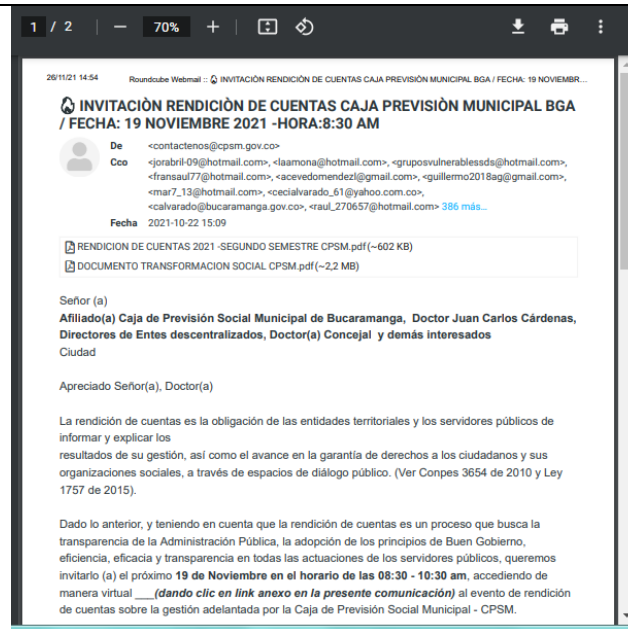 1 / 2 | — 70% + |
26/11/21 14:54 Roundcube Webmail :: INVITACIÒN RENDICIÒN DE CUENTAS CAJA PREVISIÒN MUNICIPAL BGA / FECHA: 19 NOVIEMBR...
INVITACIÒN RENDICIÒN DE CUENTAS CAJA PREVISIÒN MUNICIPAL BGA
/ FECHA: 19 NOVIEMBRE 2021 -HORA:8:30 AM
De <contactenos@cpsm.gov.co>
Cco <jorabril-09@hotmail.com>, <laamona@hotmail.com>, <gruposvulnerablessds@hotmail.com>,
<fransaul77@hotmail.com>, <acevedomendezl@gmail.com>, <guillermo2018ag@gmail.com>,
<mar7_13@hotmail.com>, <cecialvarado_61@yahoo.com.co>,
<calvarado@bucaramanga.gov.co>, <raul_270657@hotmail.com> 386 más...
Fecha 2021-10-22 15:09
RENDICION DE CUENTAS 2021 -SEGUNDO SEMESTRE CPSM.pdf(~602 KB)
DOCUMENTO TRANSFORMACION SOCIAL CPSM.pdf(~2,2 MB)
Señor (a)
Afiliado(a) Caja de Previsión Social Municipal de Bucaramanga, Doctor Juan Carlos Cárdenas,
Directores de Entes descentralizados, Doctor(a) Concejal y demás interesados
Ciudad
Apreciado Señor(a), Doctor(a)
La rendición de cuentas es la obligación de las entidades territoriales y los servidores públicos de
informar y explicar los
resultados de su gestión, así como el avance en la garantía de derechos a los ciudadanos y sus
organizaciones sociales, a través de espacios de diálogo público. (Ver Conpes 3654 de 2010 y Ley
1757 de 2015).
Dado lo anterior, y teniendo en cuenta que la rendición de cuentas es un proceso que busca la
transparencia de la Administración Pública, la adopción de los principios de Buen Gobierno,
eficiencia, eficacia y transparencia en todas las actuaciones de los servidores públicos, queremos
invitarlo (a) el próximo 19 de Noviembre en el horario de las 08:30 - 10:30 am, accediendo de
manera virtual ___(dando clic en link anexo en la presente comunicación) al evento de rendición
de cuentas sobre la gestión adelantada por la Caja de Previsión Social Municipal - CPSM.